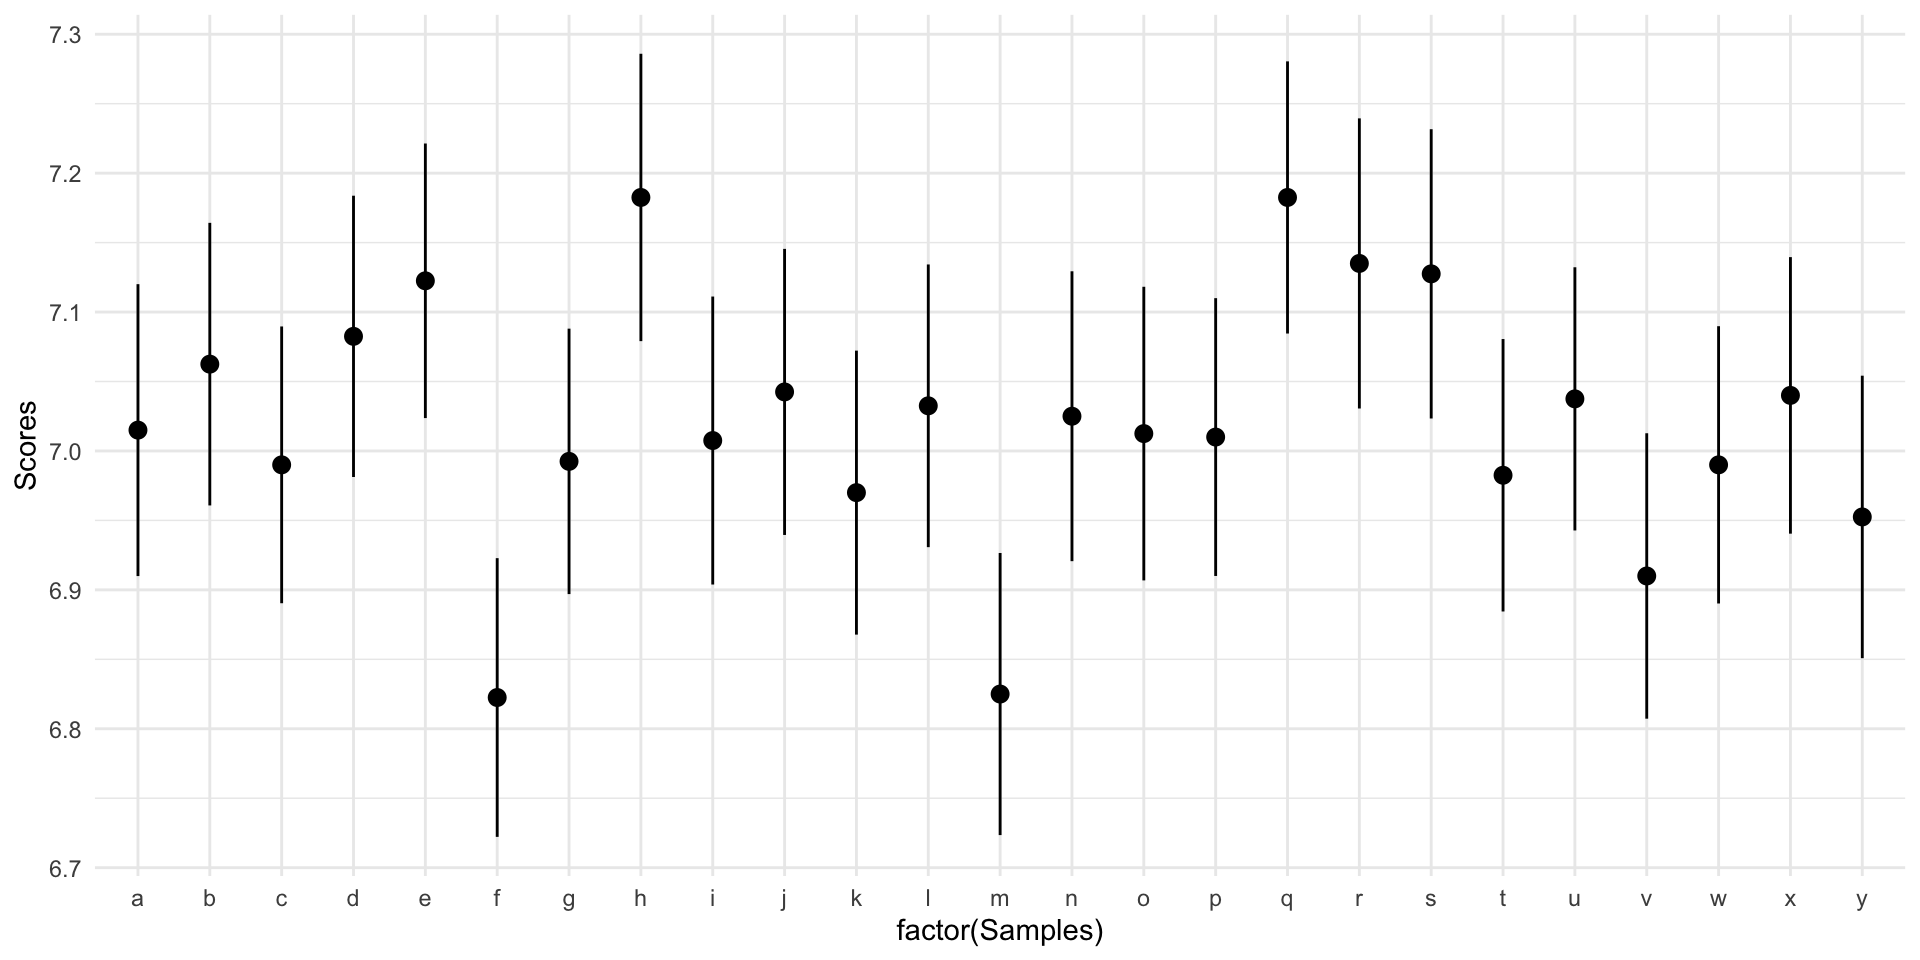 7.3
7.2
7.1
7.0
6.9
6.8
6.7
Scores
a b c d e f g h i j k l m n o p q r s t u v w x y
factor(Samples)